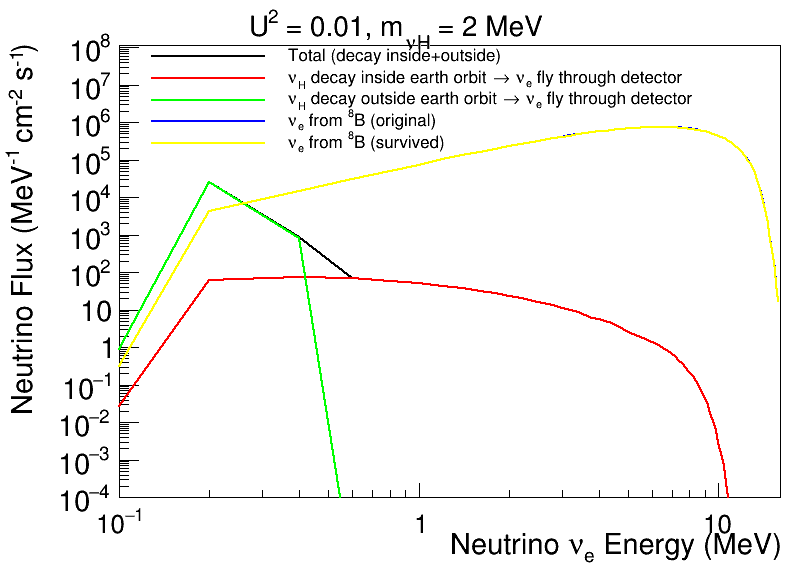 U² = 0.01, m_νH = 2 MeV
Total (decay inside+outside)
ν_H decay inside earth orbit → ν_e fly through detector
ν_H decay outside earth orbit → ν_e fly through detector
ν_e from ⁸B (original)
ν_e from ⁸B (survived)
Neutrino Flux (MeV⁻¹ cm⁻² s⁻¹)
10⁸
10⁷
10⁶
10⁵
10⁴
10³
10²
10
1
10⁻¹
10⁻²
10⁻³
10⁻⁴
10⁻¹ 1 10
Neutrino ν_e Energy (MeV)